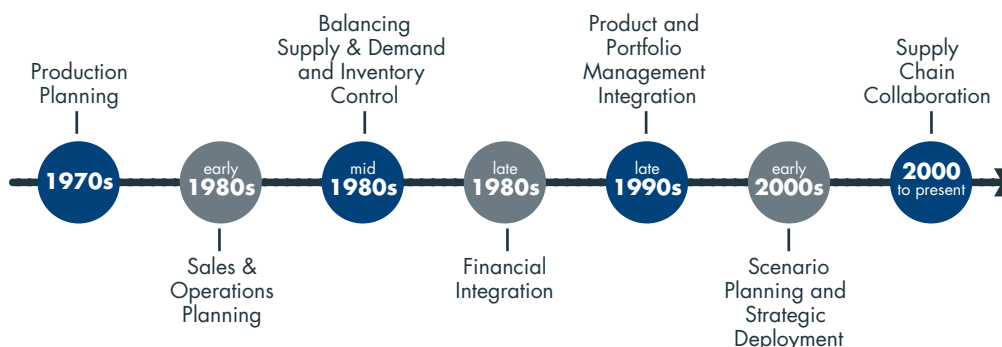 Production
Planning
1970s
early
1980s
Sales &
Operations
Planning
Balancing
Supply & Demand
and Inventory
Control
mid
1980s
late
1980s
Financial
Integration
Product and
Portfolio
Management
Integration
late
1990s
early
2000s
Scenario
Planning and
Strategic
Deployment
Supply
Chain
Collaboration
2000
to present